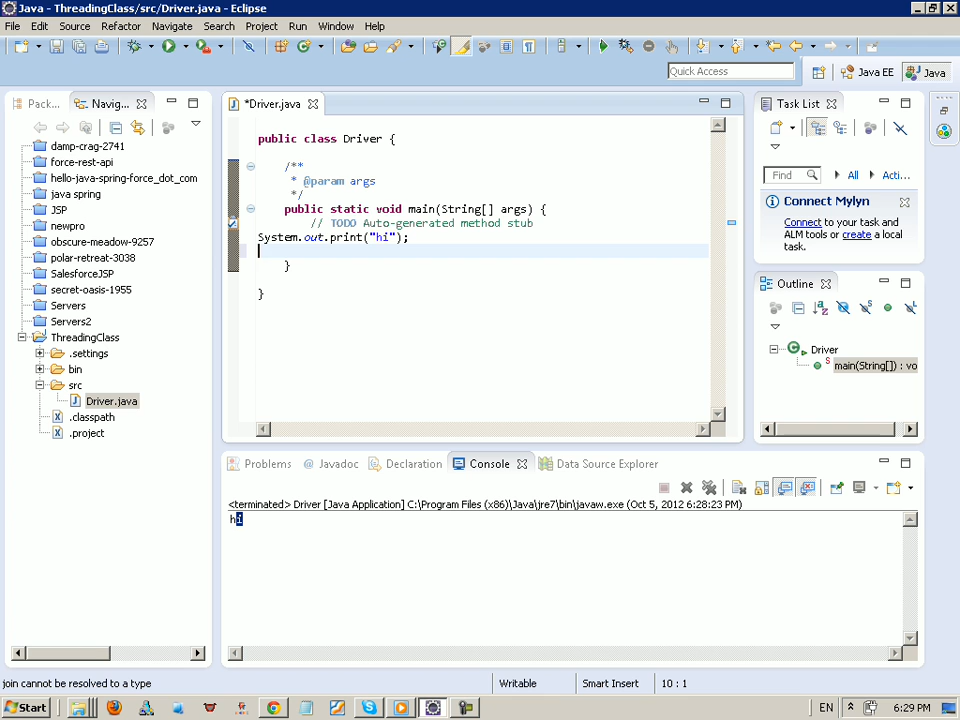 Java - ThreadingClass/src/Driver.java - Eclipse
File Edit Source Refactor Navigate Search Project Run Window Help
Quick Access
Java EE
Java
Pack...
Navig...
damp-crag-2741
force-rest-api
hello-java-spring-force_dot_com
java spring
JSP
newpro
obscure-meadow-9257
polar-retreat-3038
SalesforceJSP
secret-oasis-1955
Servers
Servers2
ThreadingClass
.settings
bin
src
Driver.java
.classpath
.project
*Driver.java
public class Driver {
/**
* @param args
*/
public static void main(String[] args) {
// TODO Auto-generated method stub
System.out.print("hi");
}
}
Task List
Find
All
Acti...
Connect Mylyn
Connect to your task and
ALM tools or create a local
task.
Outline
Driver
main(String[]) : vo
Problems @ Javadoc Declaration Console Data Source Explorer
<terminated> Driver [Java Application] C:\Program Files (x86)\Java\jre7\bin\javaw.exe (Oct 5, 2012 6:28:23 PM)
hi
join cannot be resolved to a type
Writable
Smart Insert
10 : 1
Start
EN
6:29 PM